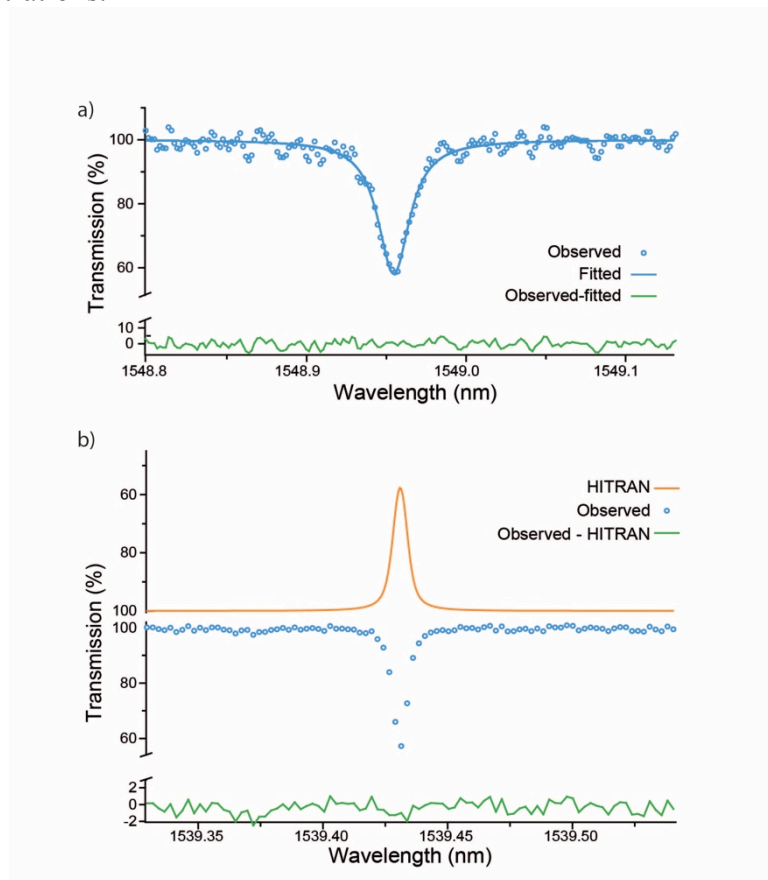 a)
100
80
60
10
0
Transmission (%)
Observed
Fitted
Observed-fitted
1548.8
1548.9
1549.0
1549.1
Wavelength (nm)
b)
60
80
100
100
80
60
2
0
-2
Transmission (%)
HITRAN
Observed
Observed - HITRAN
1539.35
1539.40
1539.45
1539.50
Wavelength (nm)